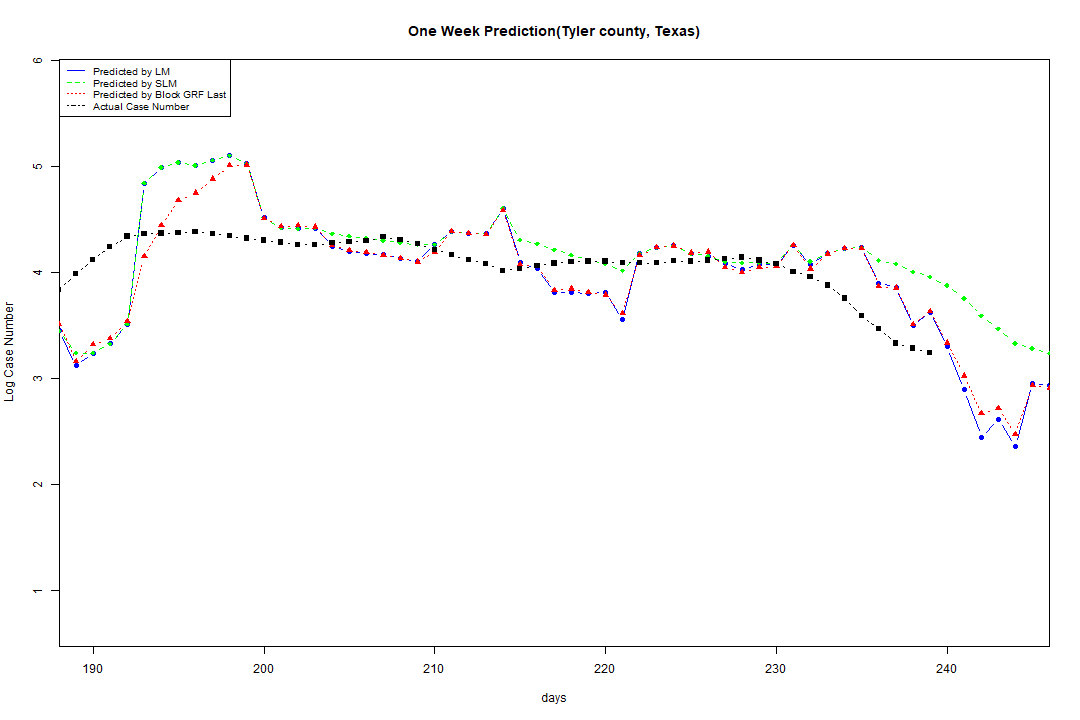 One Week Prediction(Tyler county, Texas)
Predicted by LM
Predicted by SLM
Predicted by Block GRF Last
Actual Case Number
6
5
4
3
2
1
Log Case Number
190 200 210 220 230 240
days